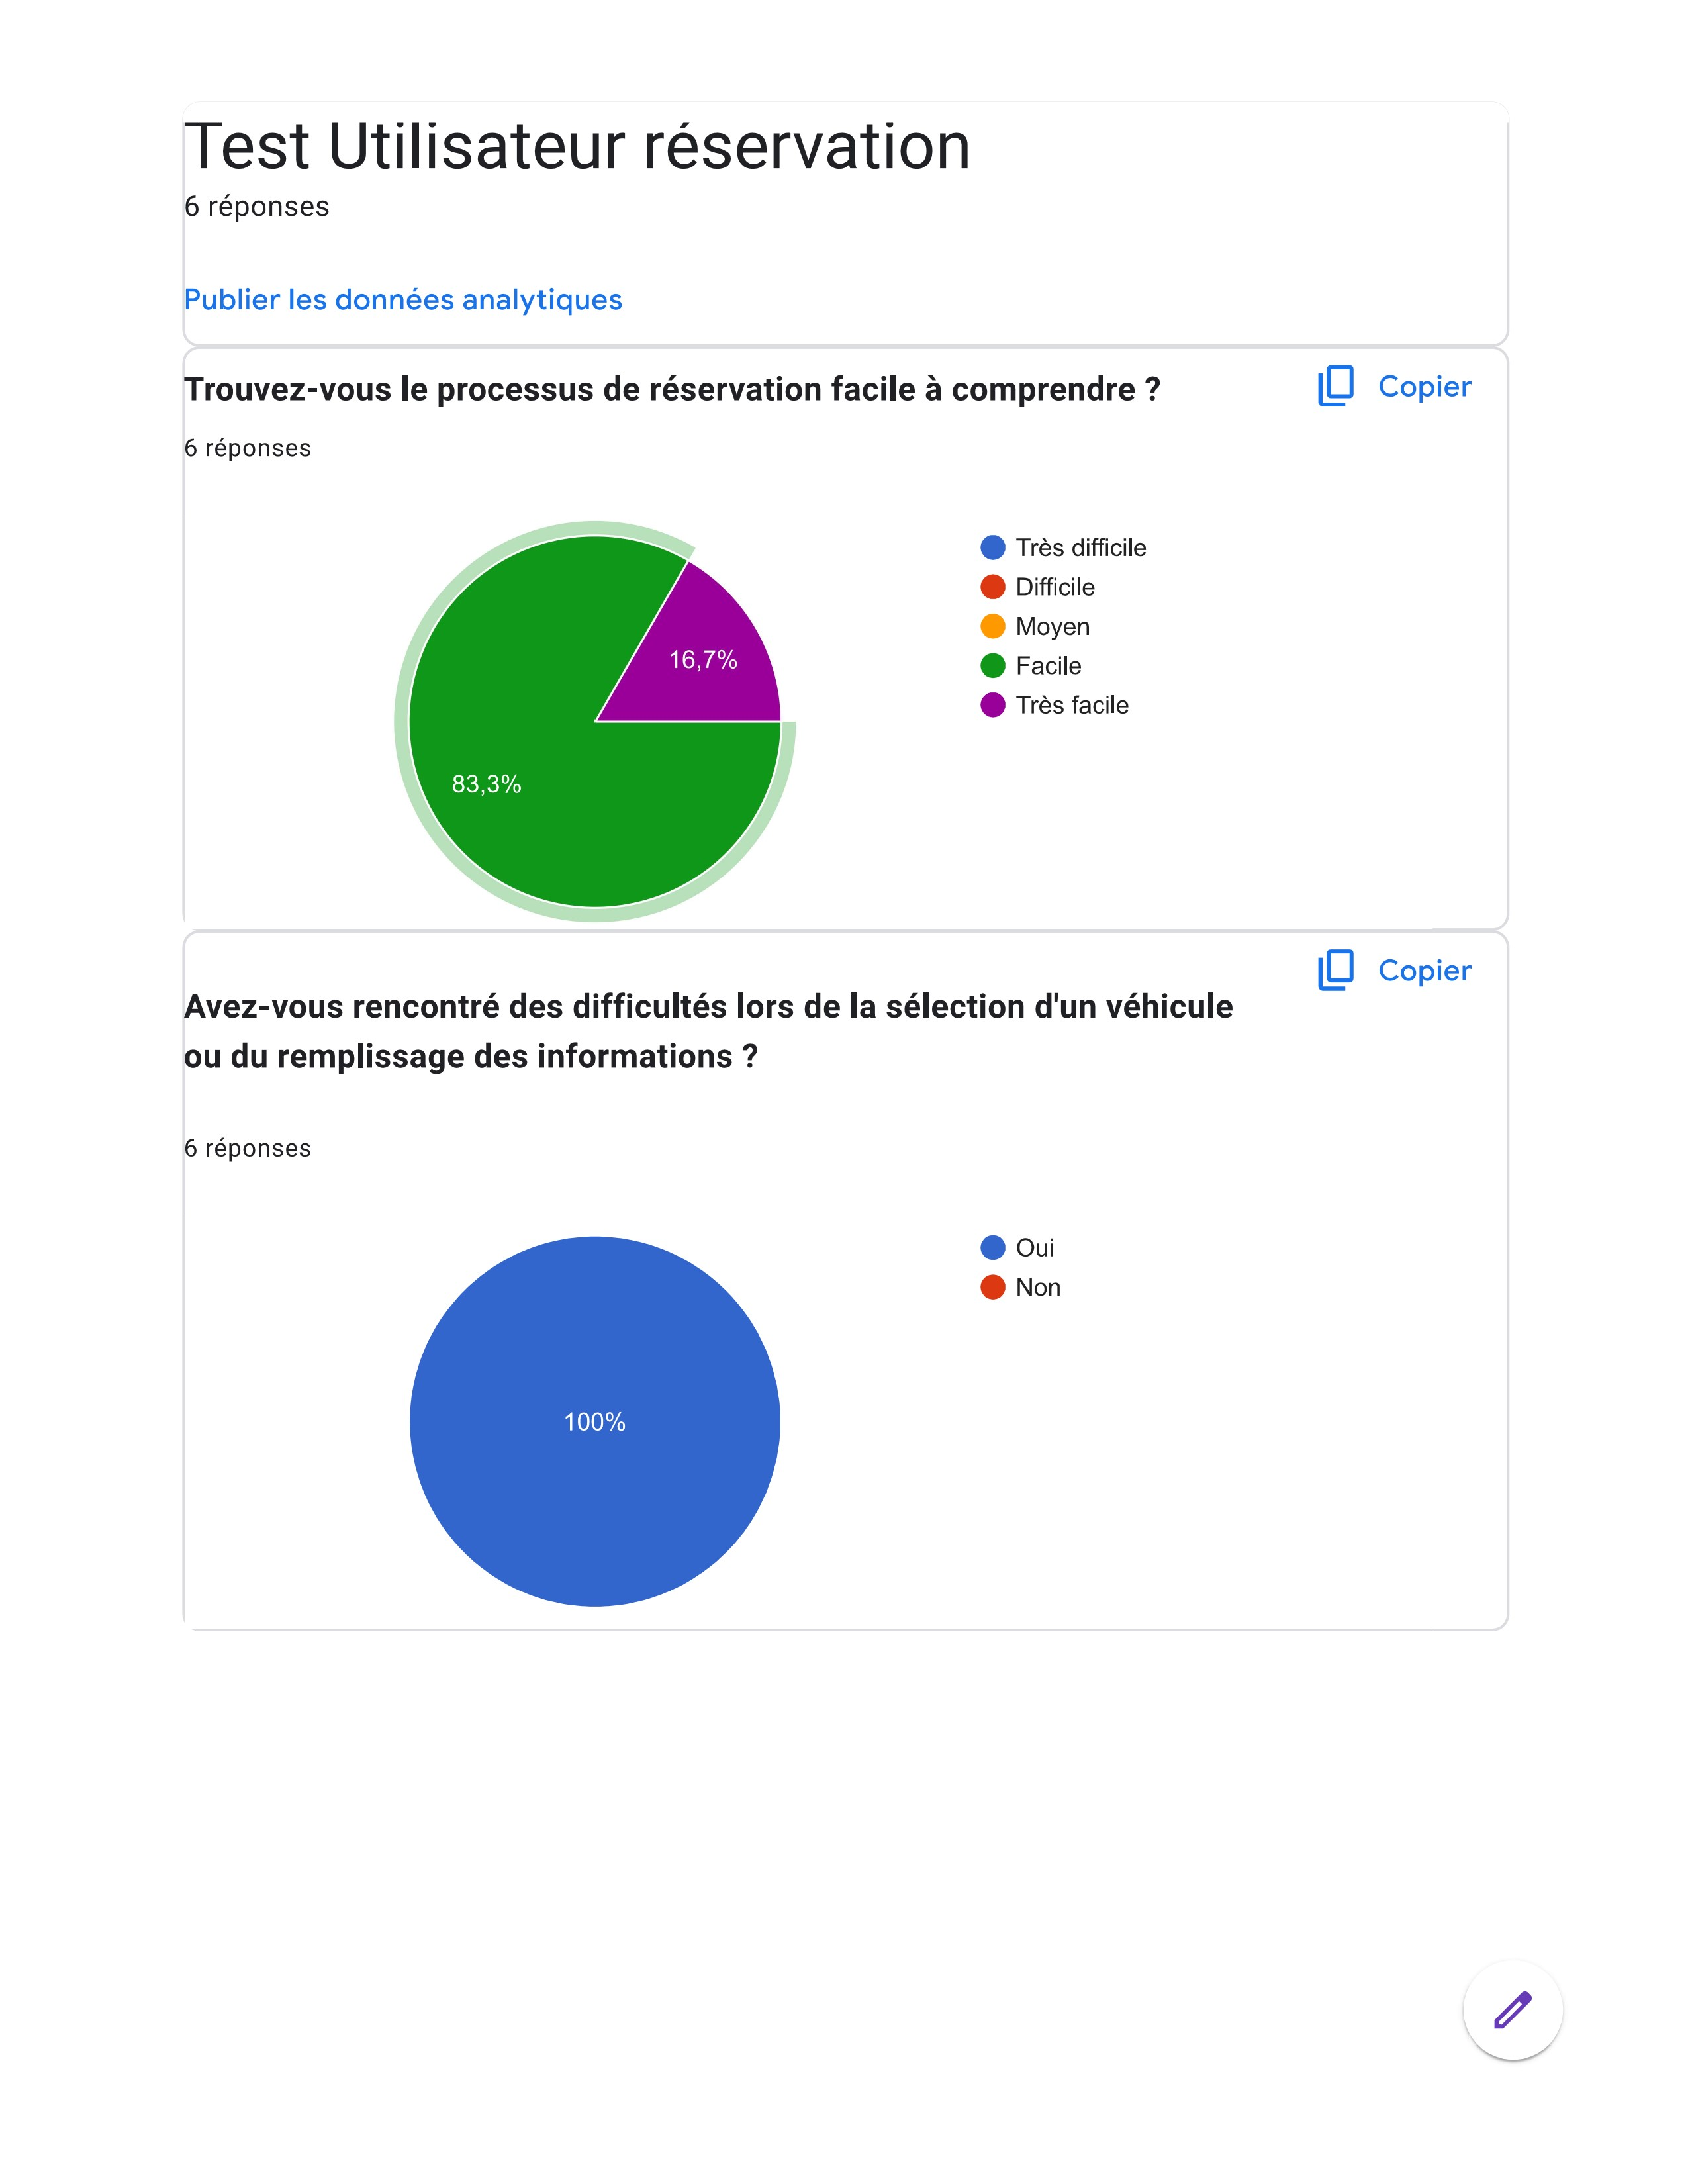 Test Utilisateur réservation
6 réponses
Publier les données analytiques
Trouvez-vous le processus de réservation facile à comprendre ?
Copier
6 réponses
Très difficile
Difficile
Moyen
Facile
Très facile
16,7%
83,3%
Copier
Avez-vous rencontré des difficultés lors de la sélection d'un véhicule
ou du remplissage des informations ?
6 réponses
Oui
Non
100%